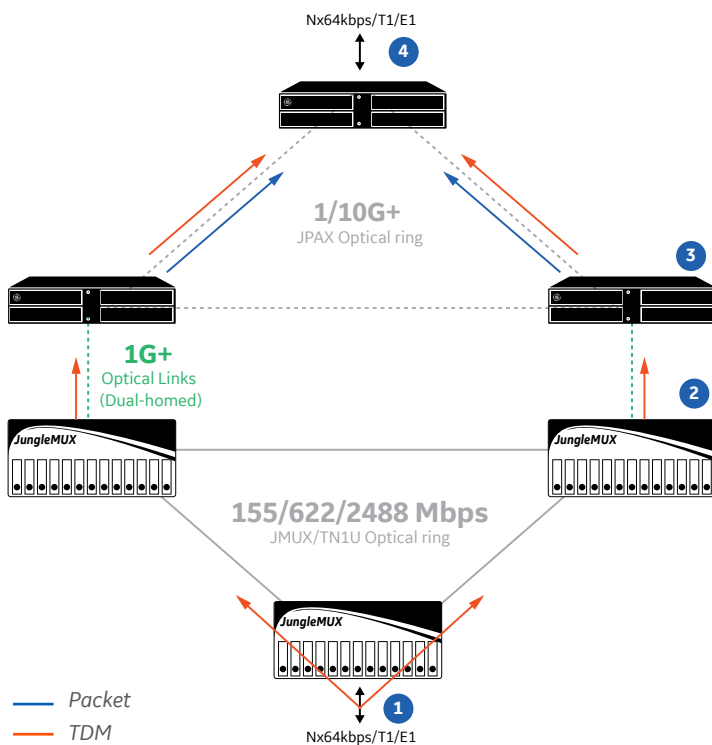 Nx64kbps/T1/E1
4
1/10G+
JPAX Optical ring
3
1G+
Optical Links
(Dual-homed)
2
JungleMUX
JungleMUX
155/622/2488 Mbps
JMUX/TN1U Optical ring
JungleMUX
Packet
1
TDM
Nx64kbps/T1/E1